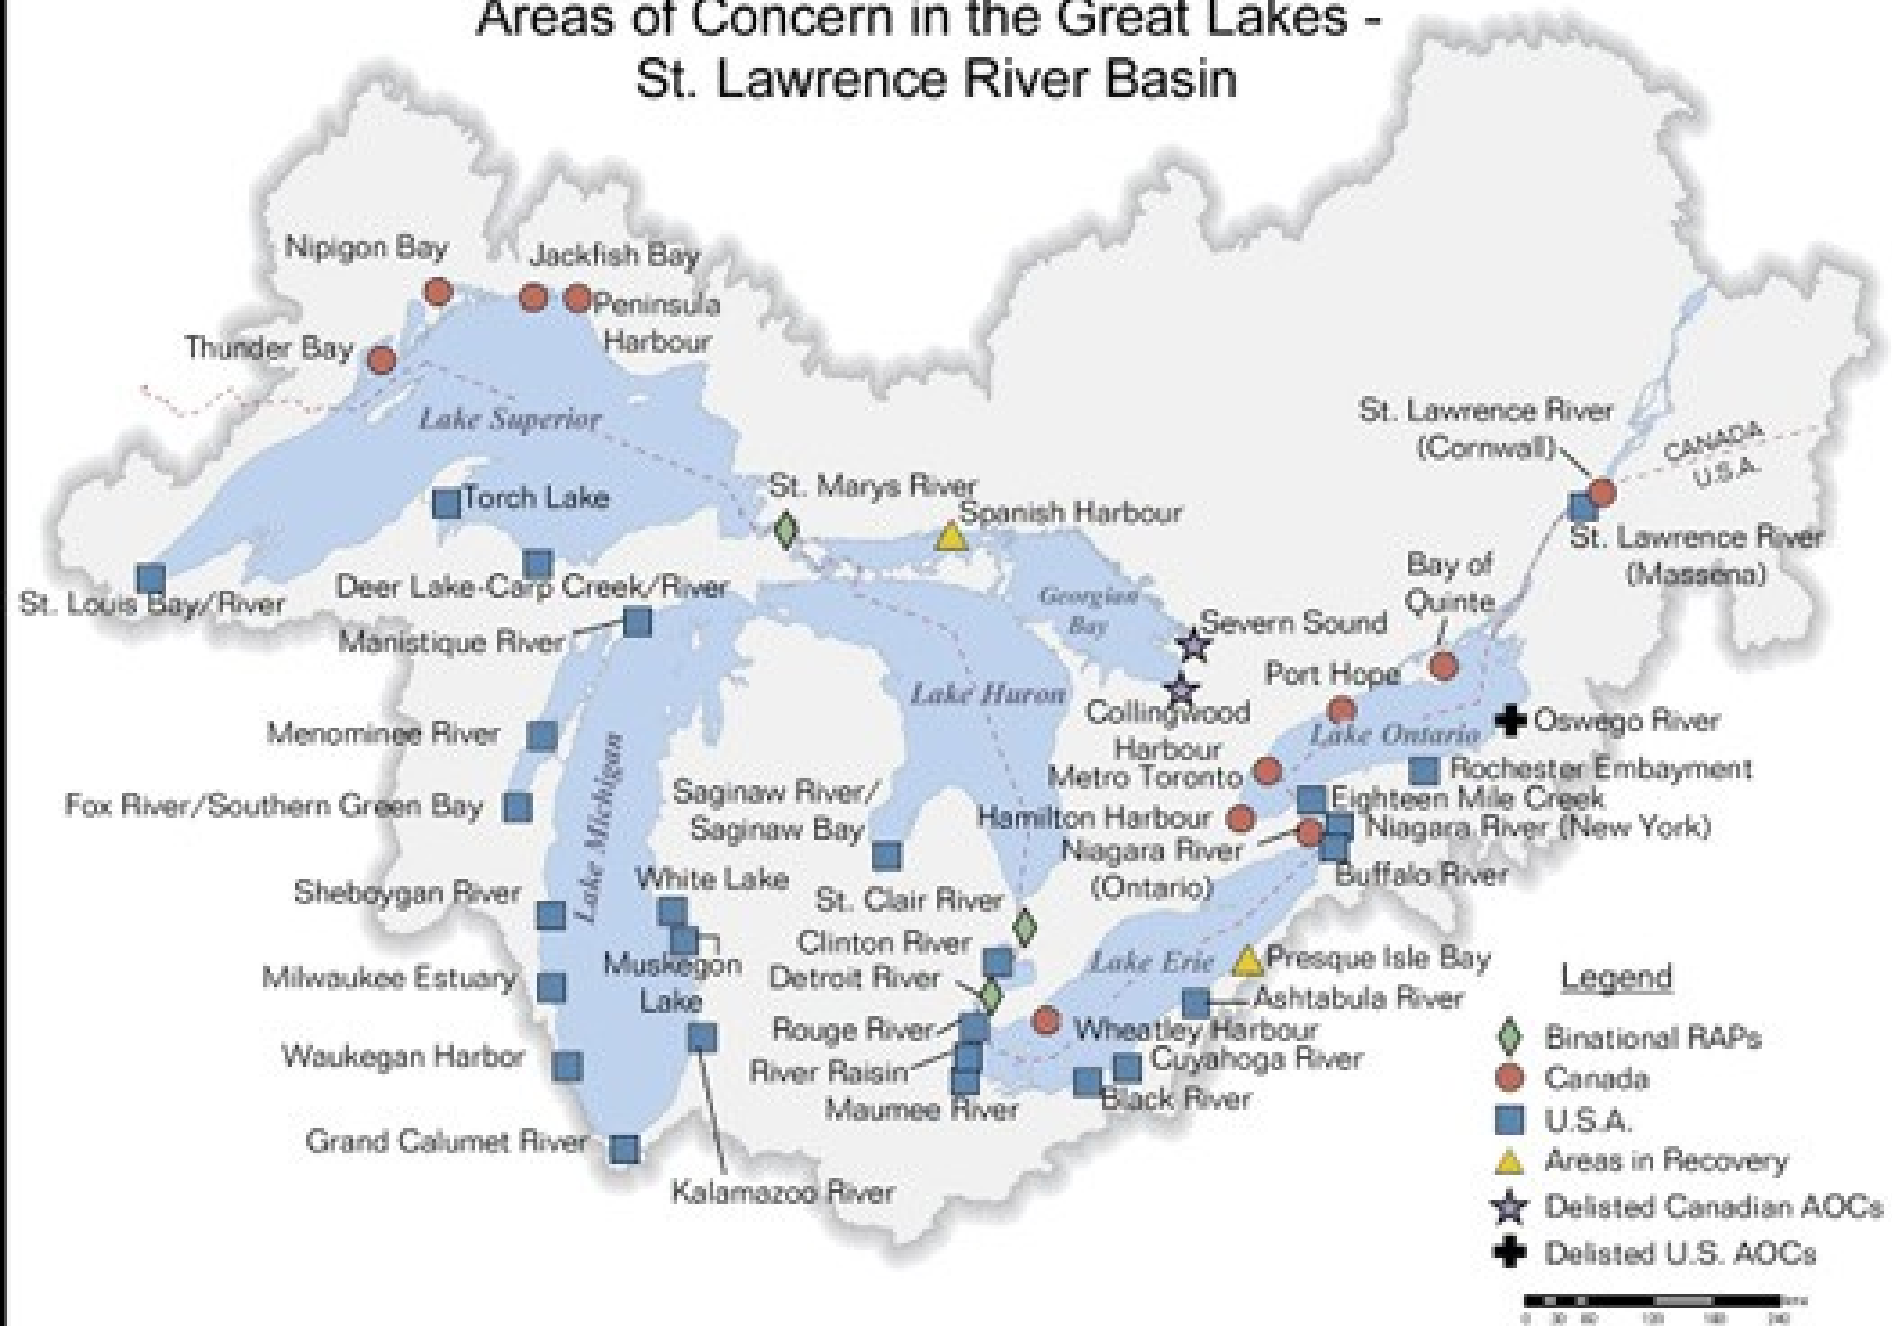 Areas of Concern in the Great Lakes -
St. Lawrence River Basin
Nipigon Bay
Jackfish Bay
Peninsula
Harbour
Thunder Bay
Lake Superior
St. Lawrence River
(Cornwall)
CANADA
U.S.A.
Torch Lake
St. Marys River
Spanish Harbour
St. Lawrence River
(Massena)
Deer Lake-Carp Creek/River
St. Louis Bay/River
Manistique River
Georgian
Bay
Bay of
Quinte
Severn Sound
Port Hope
Lake Huron
Collingwood
Harbour
Menominee River
Lake Michigan
Lake Ontario
Oswego River
Metro Toronto
Rochester Embayment
Fox River/Southern Green Bay
Saginaw River/
Saginaw Bay
Hamilton Harbour
Eighteen Mile Creek
Niagara River (New York)
Niagara River
(Ontario)
Buffalo River
Sheboygan River
White Lake
St. Clair River
Muskegon
Lake
Clinton River
Detroit River
Lake Erie
Presque Isle Bay
Milwaukee Estuary
Ashtabula River
Rouge River
Wheatley Harbour
Waukegan Harbor
River Raisin
Cuyahoga River
Maumee River
Black River
Grand Calumet River
Kalamazoo River
Legend
Binational RAPs
Canada
U.S.A.
Areas in Recovery
Delisted Canadian AOCs
Delisted U.S. AOCs